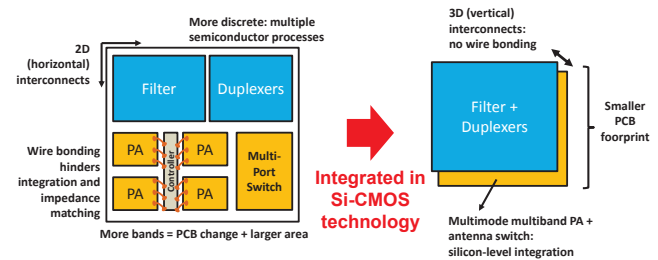 More discrete: multiple
semiconductor processes
2D
(horizontal)
interconnects
Filter
Duplexers
Wire bonding
hinders
integration and
impedance
matching
PA
PA
PA
PA
Controller
Multi-
Port
Switch
More bands = PCB change + larger area
Integrated in
Si-CMOS
technology
3D (vertical)
interconnects:
no wire bonding
Filter +
Duplexers
Smaller
PCB
foorprint
Multimode multiband PA +
antenna switch:
silicon-level integration